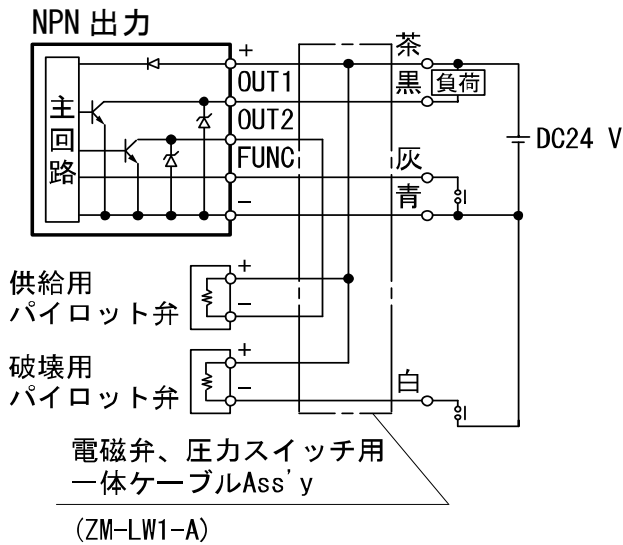 NPN 出力
+
茶
OUT1
黒
負荷
主回路
OUT2
DC24 V
FUNC
灰
−
青
供給用
パイロット弁
+
−
破壊用
パイロット弁
+
−
白
電磁弁、圧力スイッチ用
一体ケーブルAss'y
(ZM-LW1-A)